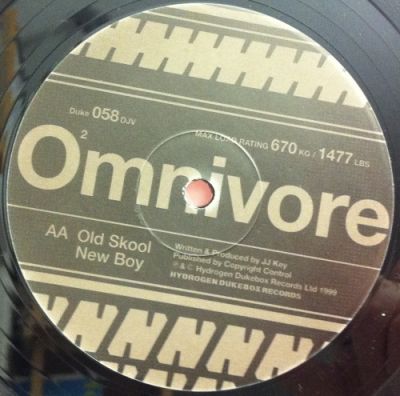 Duke 058 DJV
MAX LOAD RATING 670 KG / 1477 LBS
2
Omnivore
AA Old Skool
New Boy
Written & Produced by JJ Key
Published by Copyright Control
℗ & © Hydrogen Dukebox Records Ltd 1999
HYDROGEN DUKEBOX RECORDS